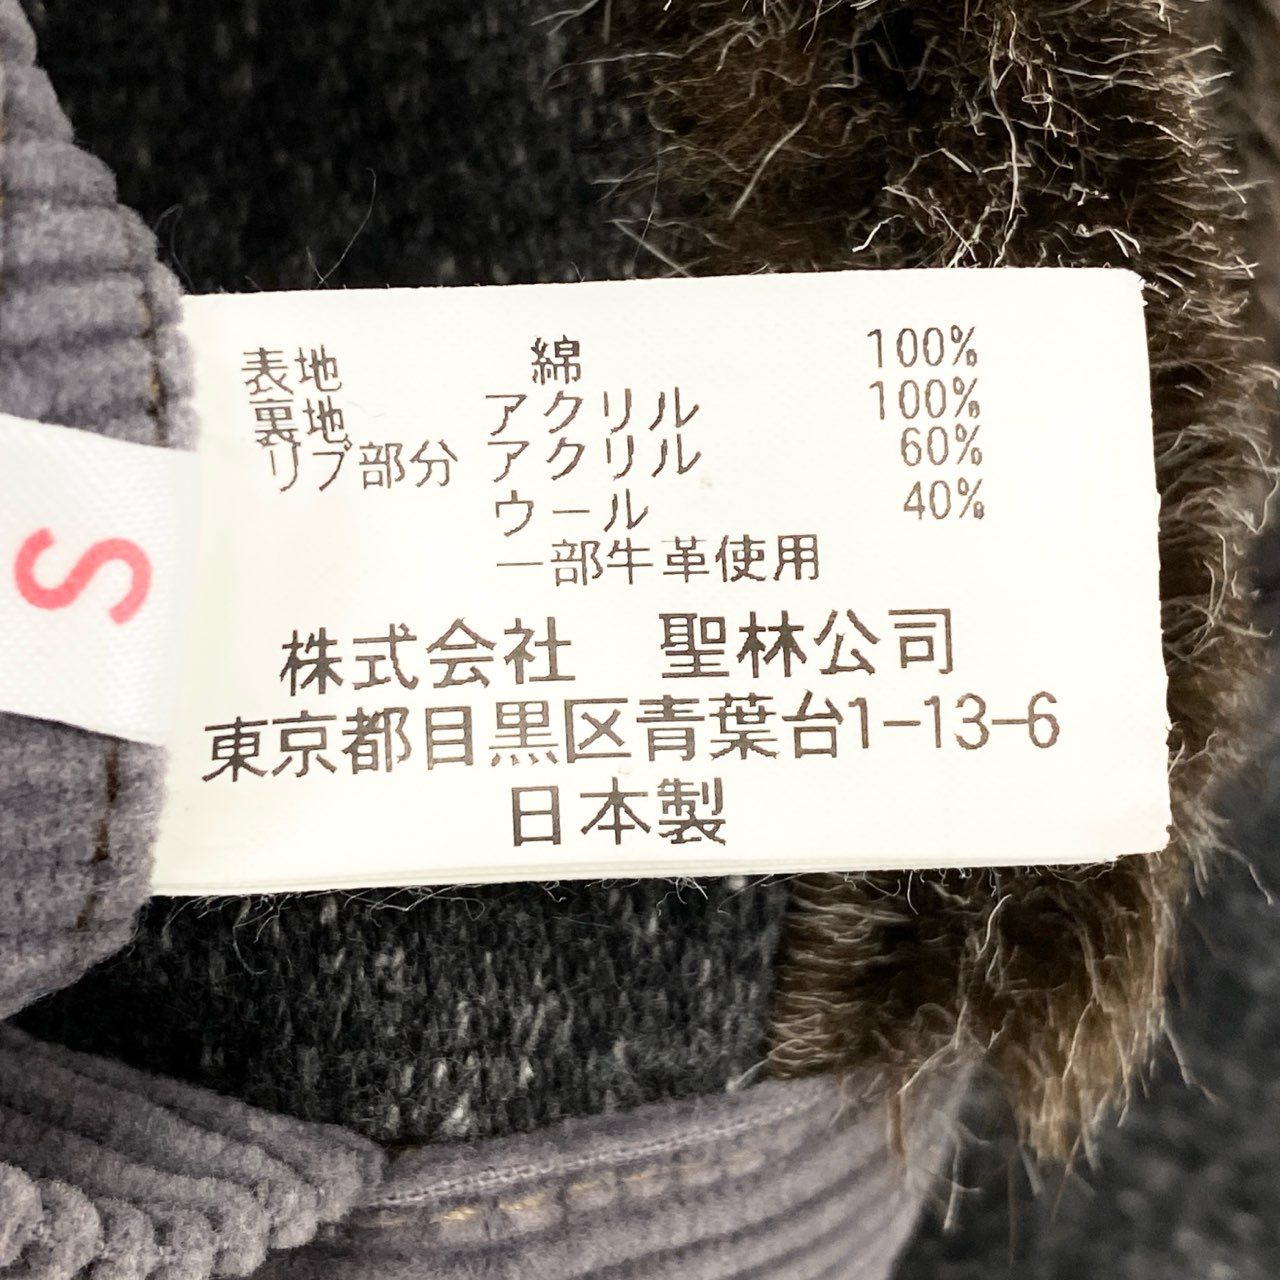 表地 綿 100%
裏地 アクリル 100%
リブ部分 アクリル 60%
ウール 40%
一部牛革使用
株式会社 聖林公司
東京都目黒区青葉台1-13-6
日本製
S